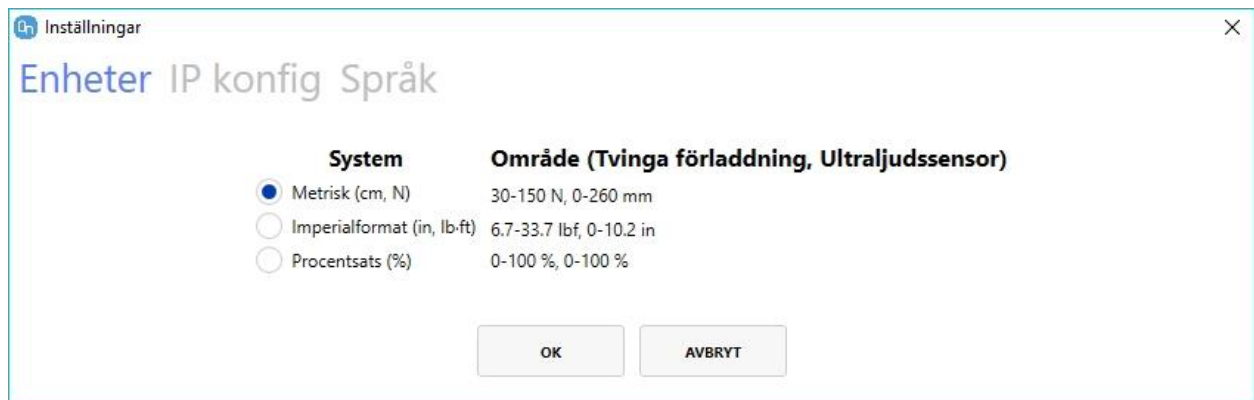 Inställningar
Enheter IP konfig Språk
System Område (Tvinga förladdning, Ultraljudssensor)
Metrisk (cm, N) 30-150 N, 0-260 mm
Imperialformat (in, lb·ft) 6.7-33.7 lbf, 0-10.2 in
Procentsats (%) 0-100 %, 0-100 %
OK AVBRYT